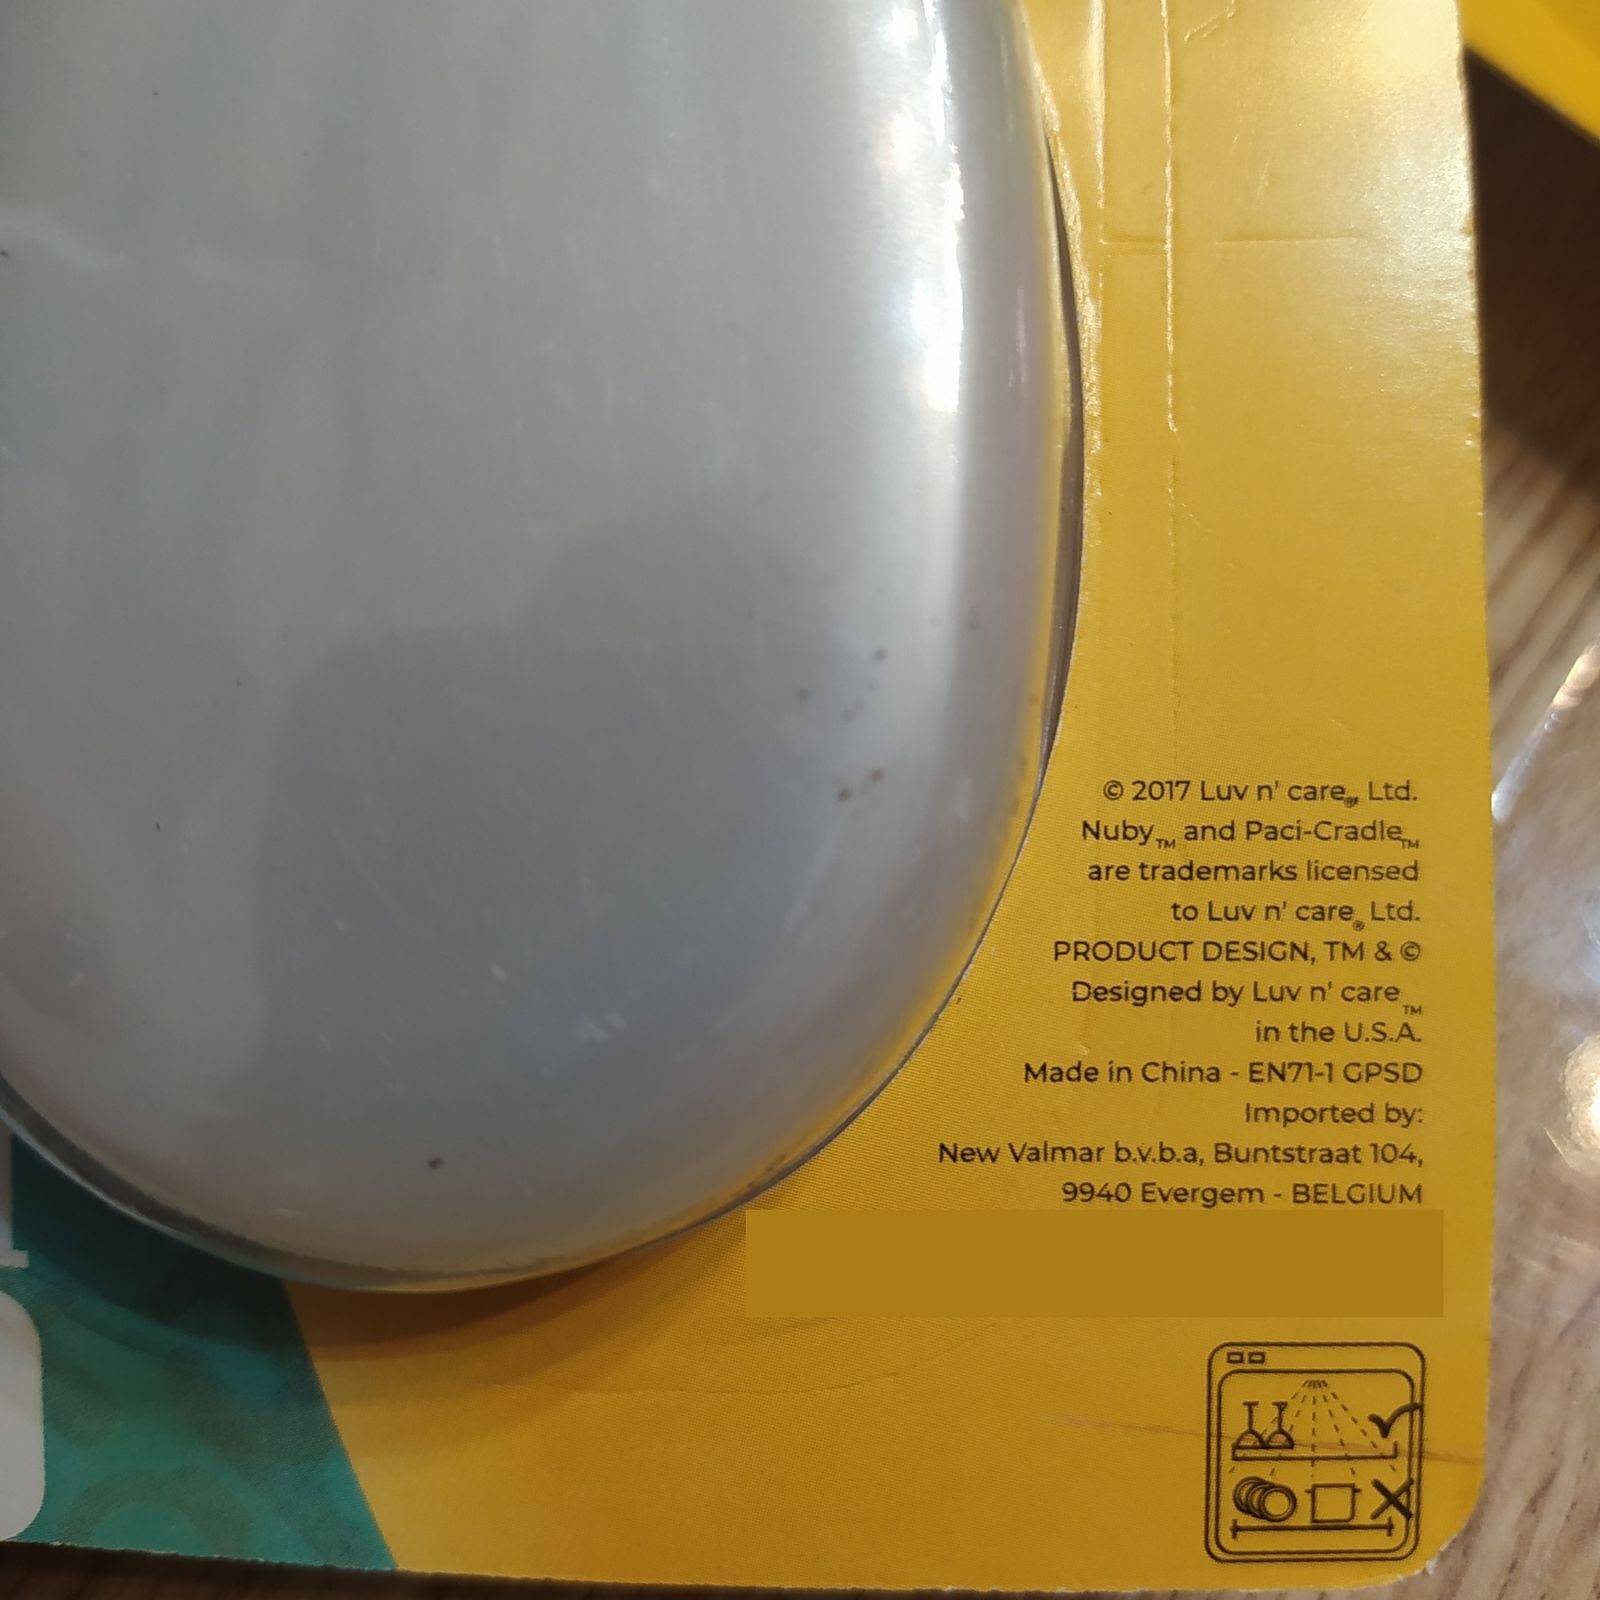 © 2017 Luv n' care® Ltd.
Nuby™ and Paci-Cradle™
are trademarks licensed
to Luv n' care® Ltd.
PRODUCT DESIGN, TM & ©
Designed by Luv n' care™
in the U.S.A.
Made in China - EN71-1 GPSD
Imported by:
New Valmar b.v.b.a, Buntstraat 104,
9940 Evergem - BELGIUM